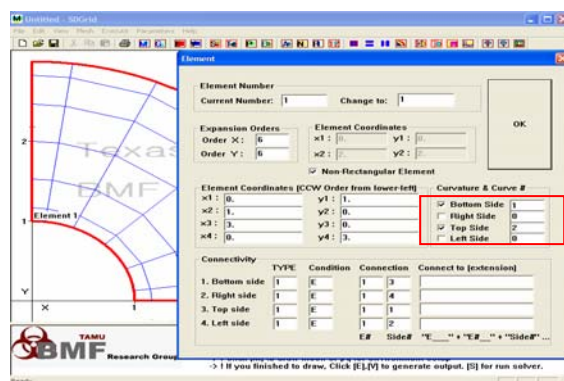 Untitled - SDGrid
File Edit View Mesh Execute Parameters Help
Element
Element Number
Current Number: 1 Change to: 1
OK
Expansion Orders
Order X: 6
Order Y: 6
Element Coordinates
x1 : 0. y1 : 0.
x2 : 2. y2 : 2.
Non-Rectangular Element
Element Coordinates [CCW Order from lower-left]
x1 : 0. y1 : 1.
x2 : 1. y2 : 0.
x3 : 3. y3 : 0.
x4 : 0. y4 : 3.
Curvature & Curve #
Bottom Side 1
Right Side 0
Top Side 2
Left Side 0
Connectivity
TYPE Condition Connection Connect to [extension]
1. Bottom side 1 E 1 3
2. Right side 1 E 1 4
3. Top side 1 E 1 1
4. Left side 1 E 1 2
E# Side# "E___" + "E#__" + "Side#" ...
Texas
BMF
2
Element 1
1
Y
X
1
TAMU
BMF Research Group
-> ! If you finished to draw, Click [E],[V] to generate output. [S] for run solver.